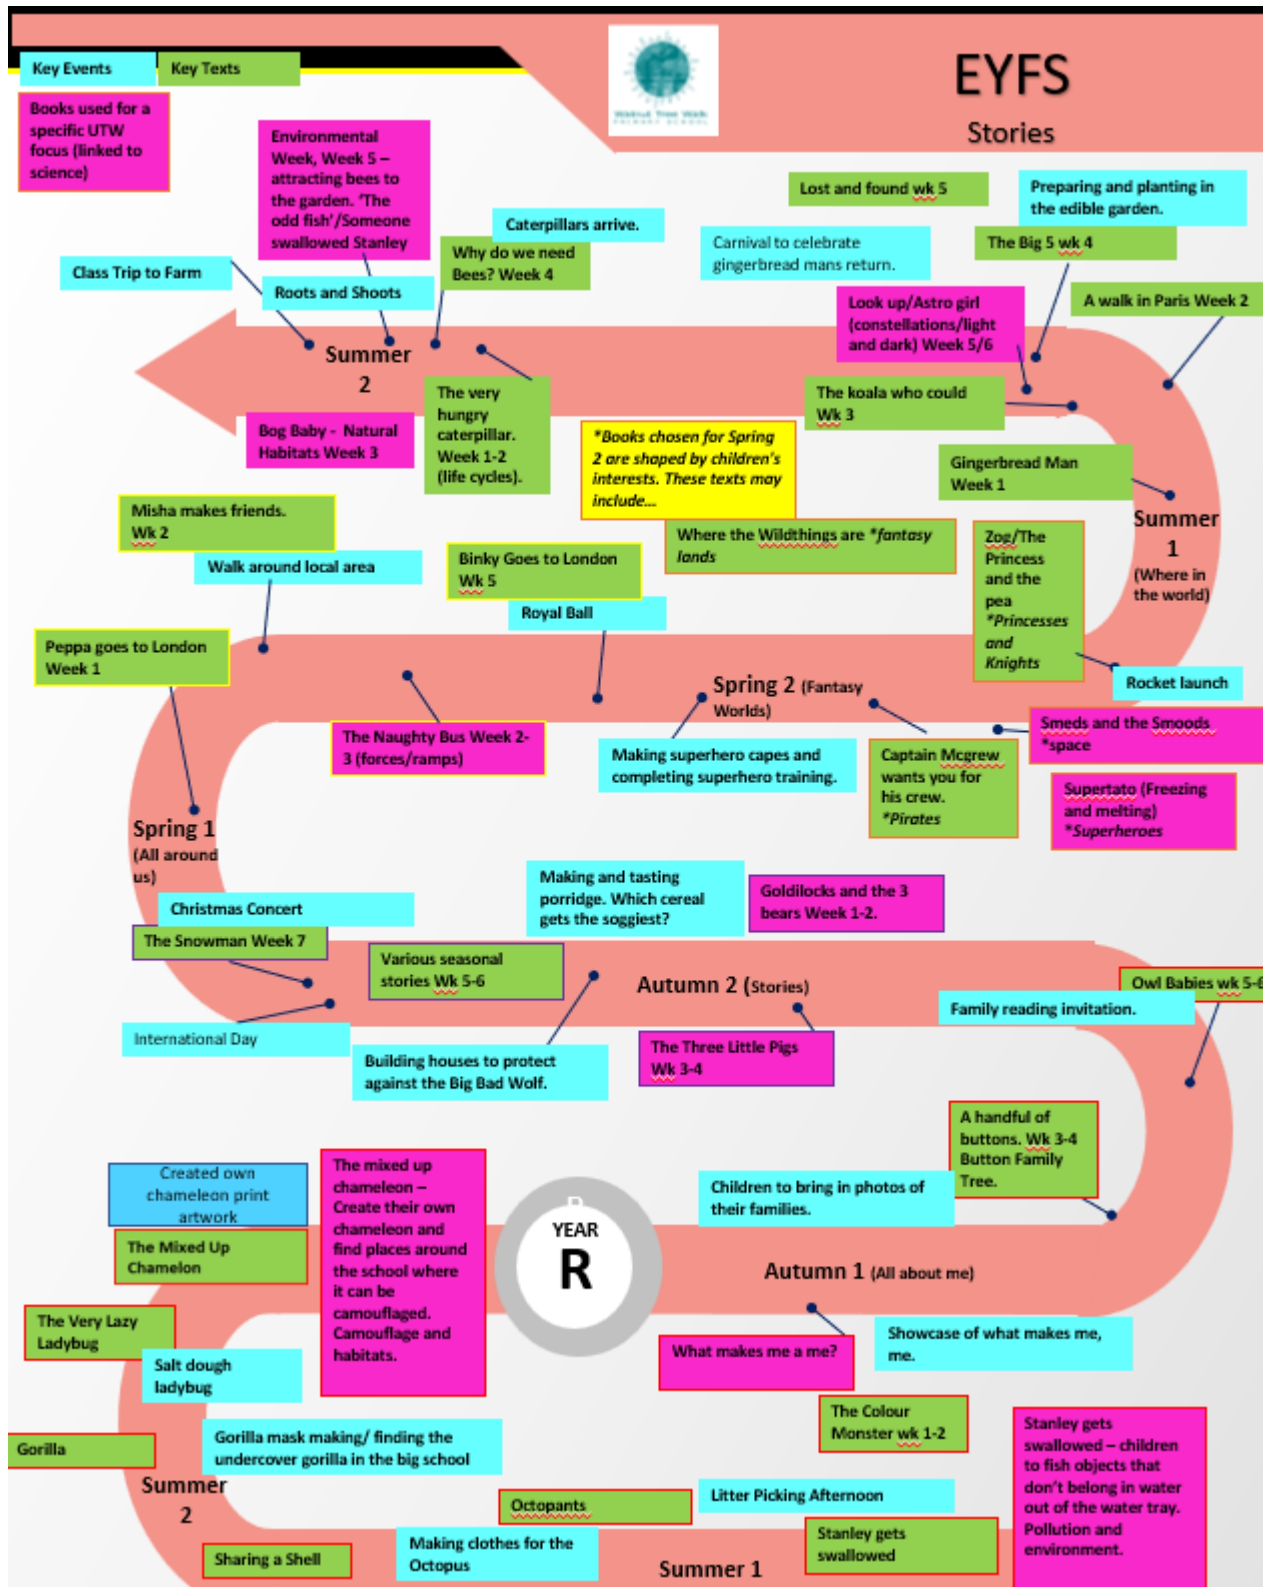 EYFS
Stories
Walnut Tree Walk
PRIMARY SCHOOL
Key Events
Key Texts
Books used for a
specific UTW
focus (linked to
science)
Environmental
Week, Week 5 –
attracting bees to
the garden. ‘The
odd fish’/Someone
swallowed Stanley
Lost and found wk 5
Preparing and planting in
the edible garden.
Caterpillars arrive.
Carnival to celebrate
gingerbread mans return.
The Big 5 wk 4
Why do we need
Bees? Week 4
Class Trip to Farm
Roots and Shoots
Look up/Astro girl
(constellations/light
and dark) Week 5/6
A walk in Paris Week 2
Summer
2
The very
hungry
caterpillar.
Week 1-2
(life cycles).
The koala who could
Wk 3
Bog Baby - Natural
Habitats Week 3
*Books chosen for Spring
2 are shaped by children's
interests. These texts may
include...
Gingerbread Man
Week 1
Misha makes friends.
Wk 2
Summer
1
(Where in
the world)
Where the Wildthings are *fantasy
lands
Zog/The
Princess
and the
pea
*Princesses
and
Knights
Walk around local area
Binky Goes to London
Wk 5
Royal Ball
Peppa goes to London
Week 1
Rocket launch
Spring 2 (Fantasy
Worlds)
The Naughty Bus Week 2-
3 (forces/ramps)
Smeds and the Smoods
*space
Making superhero capes and
completing superhero training.
Captain Mcgrew
wants you for
his crew.
*Pirates
Supertato (Freezing
and melting)
*Superheroes
Spring 1
(All around
us)
Making and tasting
porridge. Which cereal
gets the soggiest?
Goldilocks and the 3
bears Week 1-2.
Christmas Concert
The Snowman Week 7
Various seasonal
stories Wk 5-6
Autumn 2 (Stories)
Owl Babies wk 5-6
Family reading invitation.
International Day
Building houses to protect
against the Big Bad Wolf.
The Three Little Pigs
Wk 3-4
A handful of
buttons. Wk 3-4
Button Family
Tree.
Created own
chameleon print
artwork
The mixed up
chameleon –
Create their own
chameleon and
find places around
the school where
it can be
camouflaged.
Camouflage and
habitats.
Children to bring in photos of
their families.
YEAR
R
The Mixed Up
Chamelon
Autumn 1 (All about me)
The Very Lazy
Ladybug
Salt dough
ladybug
What makes me a me?
Showcase of what makes me,
me.
The Colour
Monster wk 1-2
Stanley gets
swallowed – children
to fish objects that
don't belong in water
out of the water tray.
Pollution and
environment.
Gorilla
Gorilla mask making/ finding the
undercover gorilla in the big school
Summer
2
Octopants
Litter Picking Afternoon
Making clothes for the
Octopus
Stanley gets
swallowed
Sharing a Shell
Summer 1